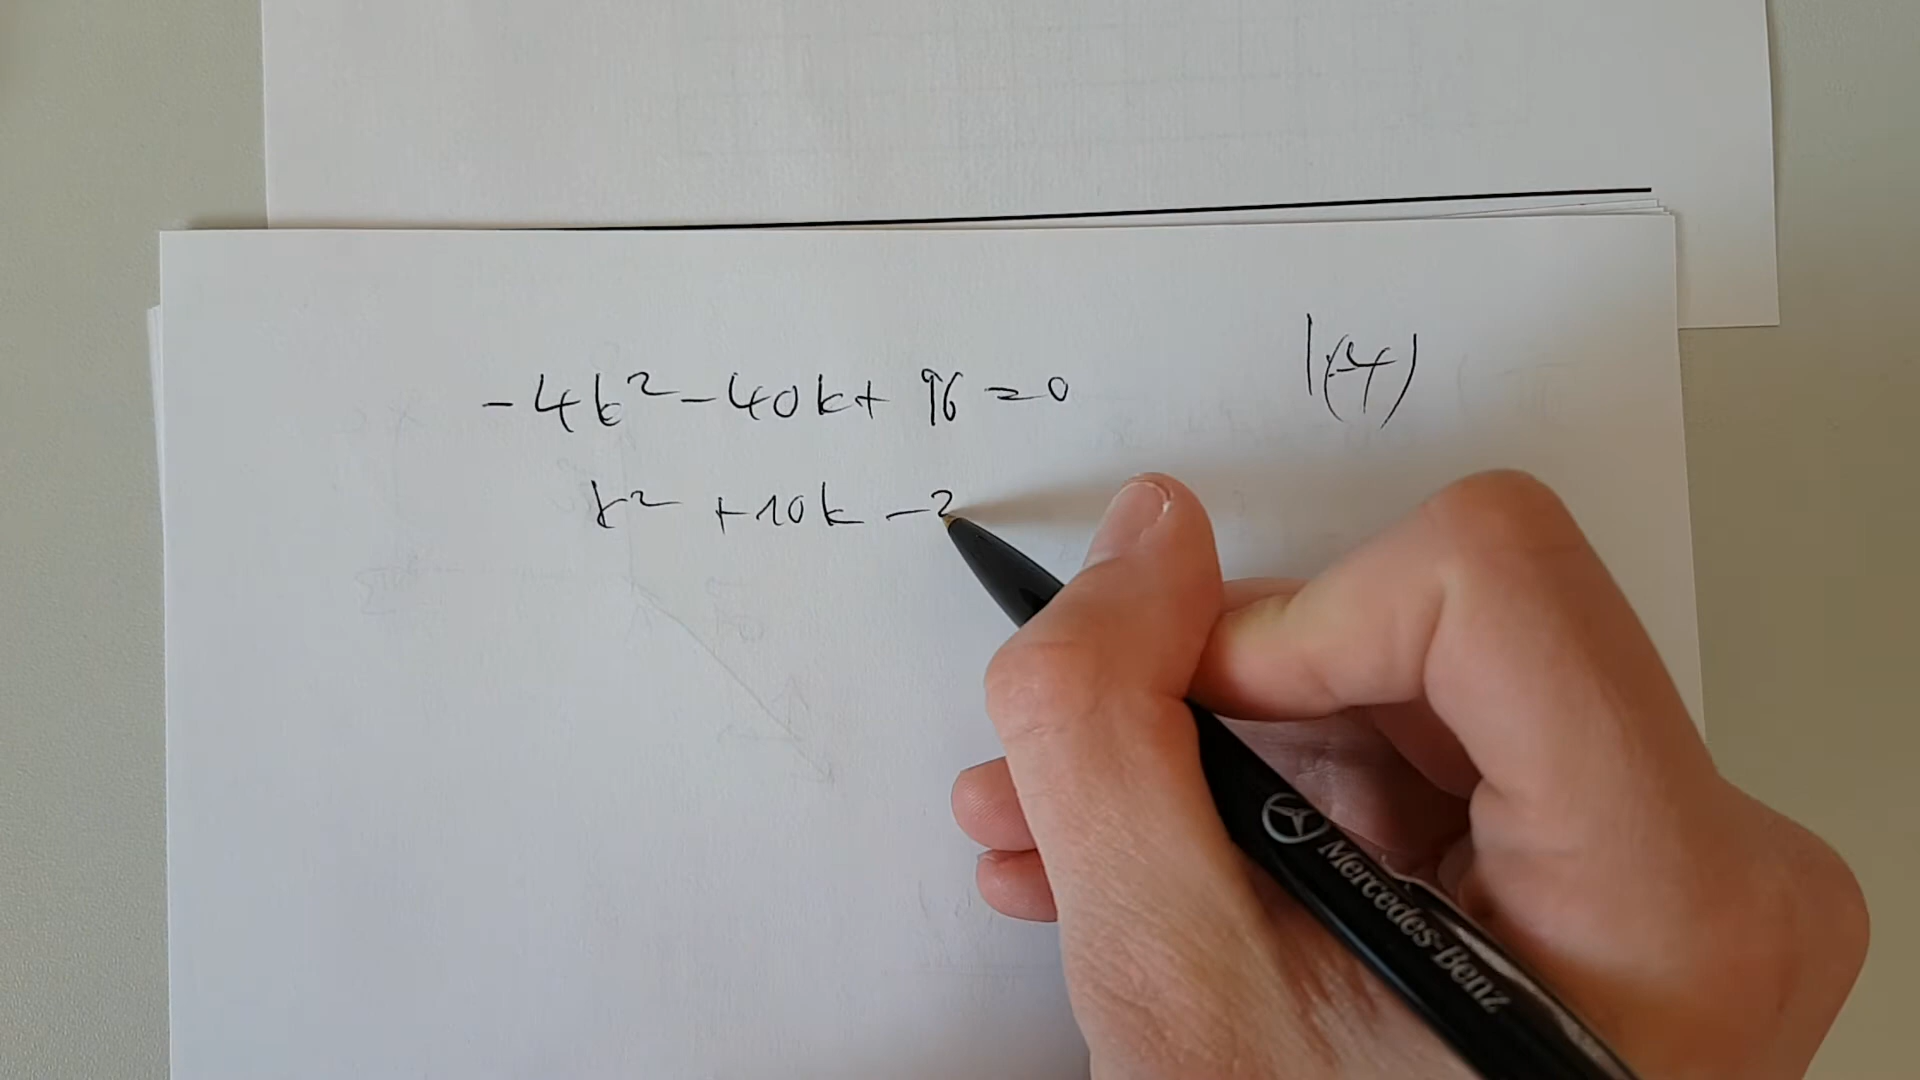 -4k²-40k+96=0 |:(-4)
k² +10k -2
Mercedes-Benz